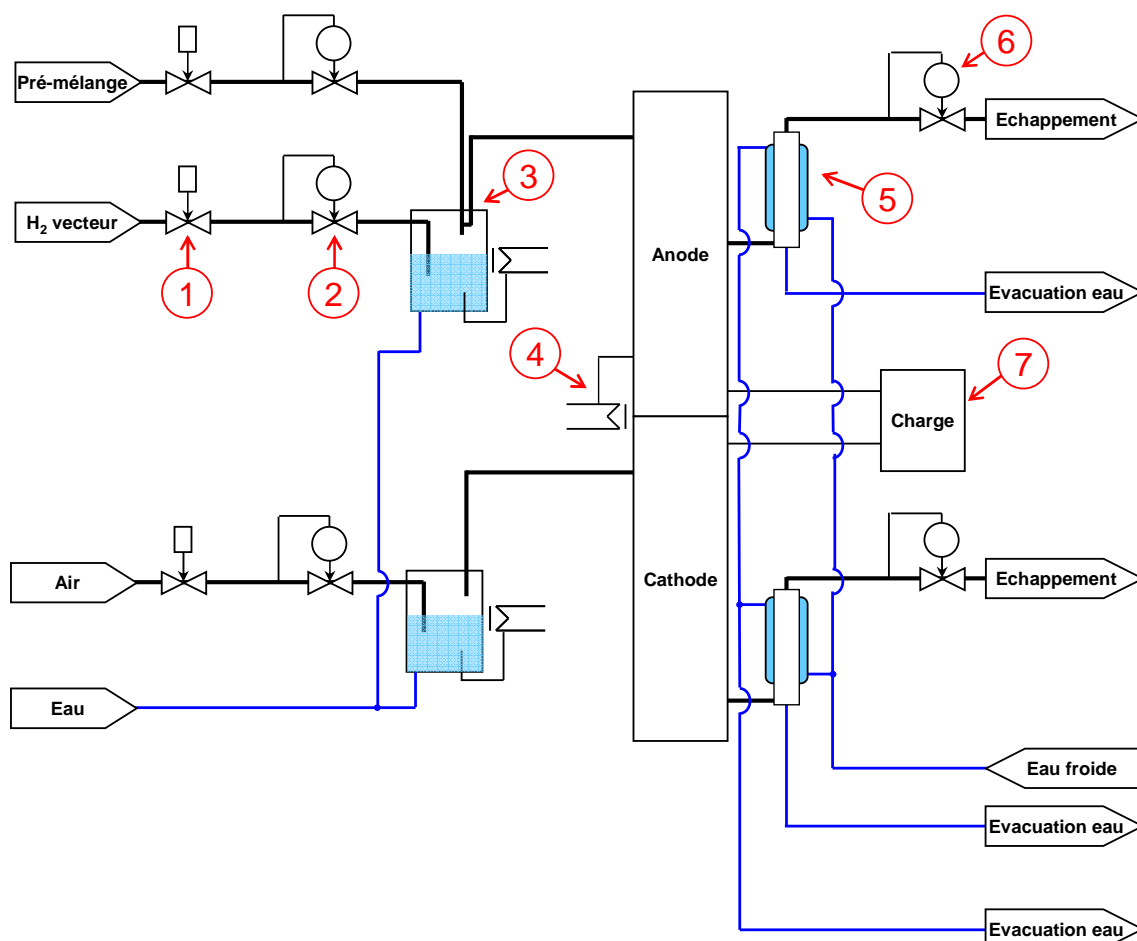 Pré-mélange
6
Echappement
3
5
H₂ vecteur
Anode
1
2
Evacuation eau
4
7
Charge
Air
Cathode
Echappement
Eau
Eau froide
Evacuation eau
Evacuation eau